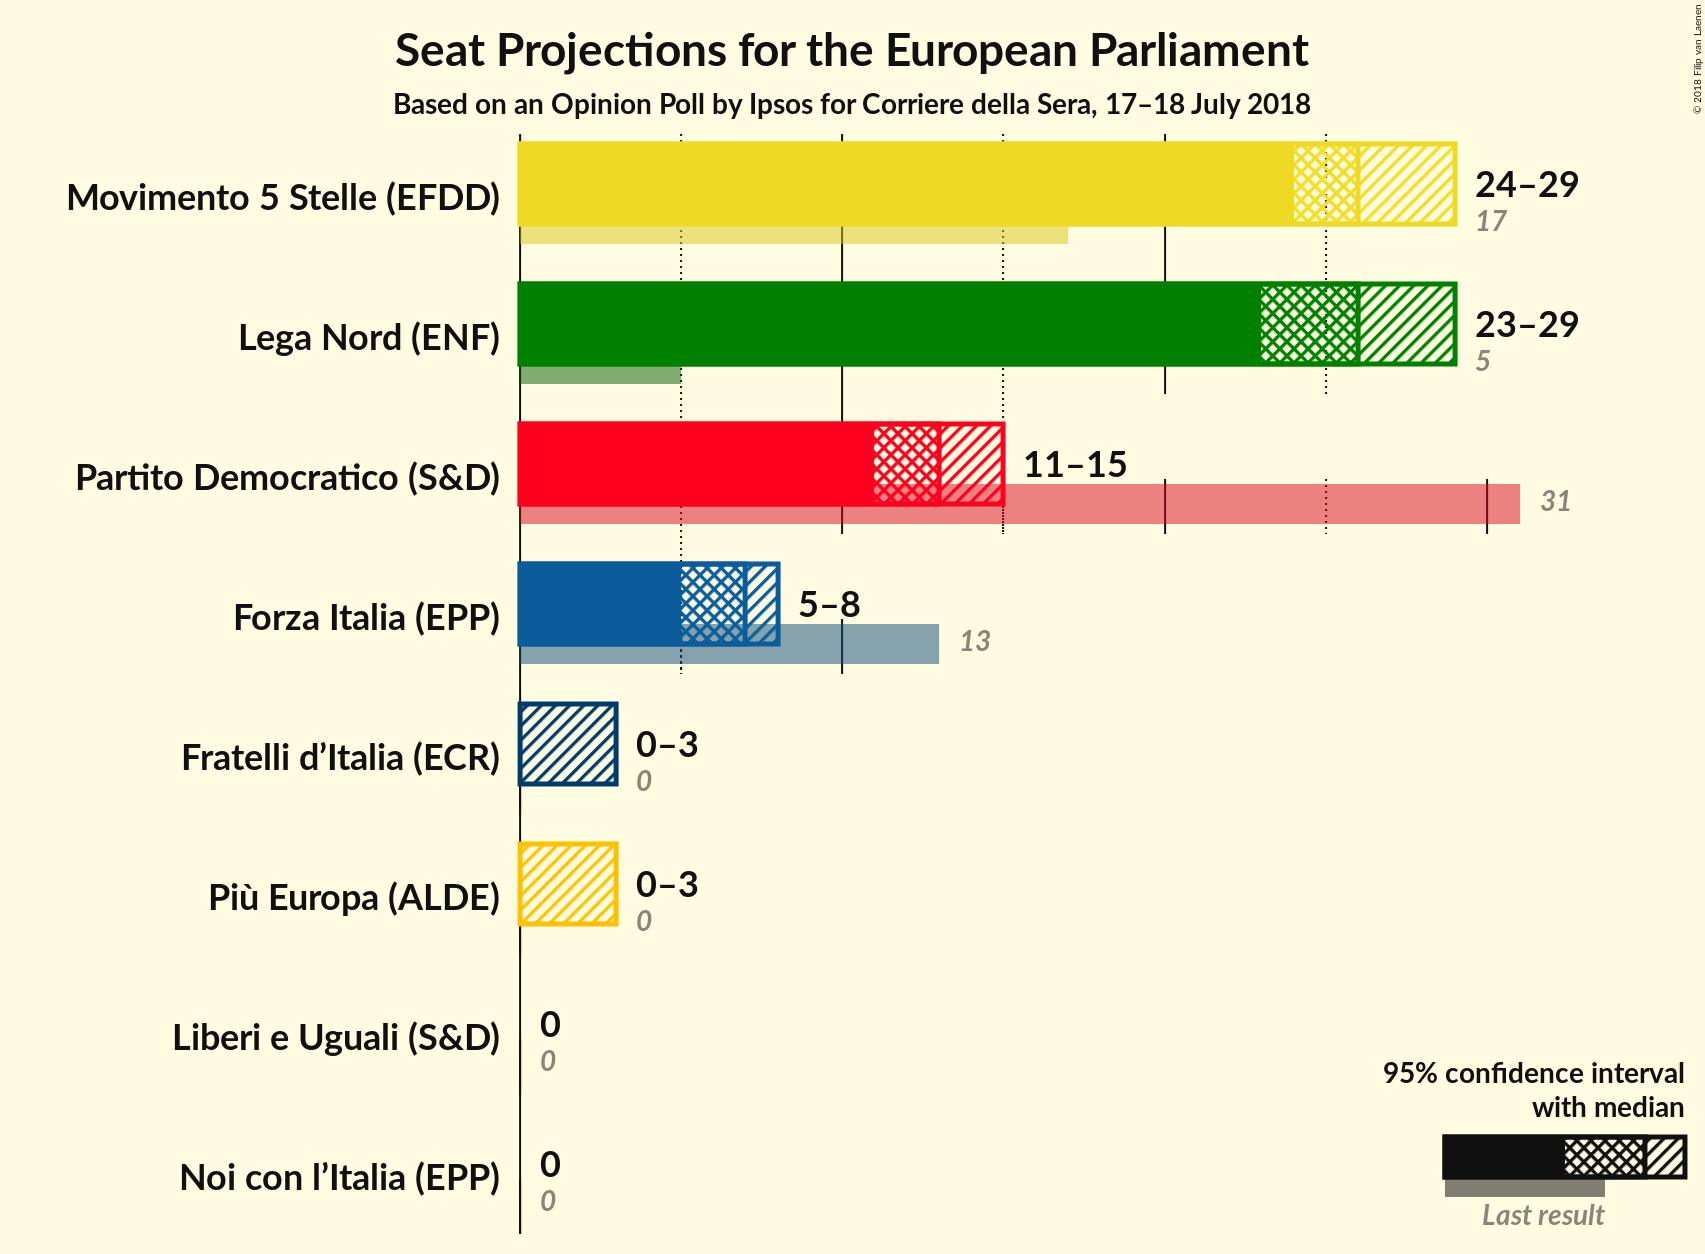 Seat Projections for the European Parliament
Based on an Opinion Poll by Ipsos for Corriere della Sera, 17–18 July 2018
© 2018 Filip van Laenen
Movimento 5 Stelle (EFDD)
24–29
17
Lega Nord (ENF)
23–29
5
Partito Democratico (S&D)
11–15
31
Forza Italia (EPP)
5–8
13
Fratelli d’Italia (ECR)
0–3
0
Più Europa (ALDE)
0–3
0
Liberi e Uguali (S&D)
0
0
Noi con l’Italia (EPP)
0
0
95% confidence interval
with median
Last result